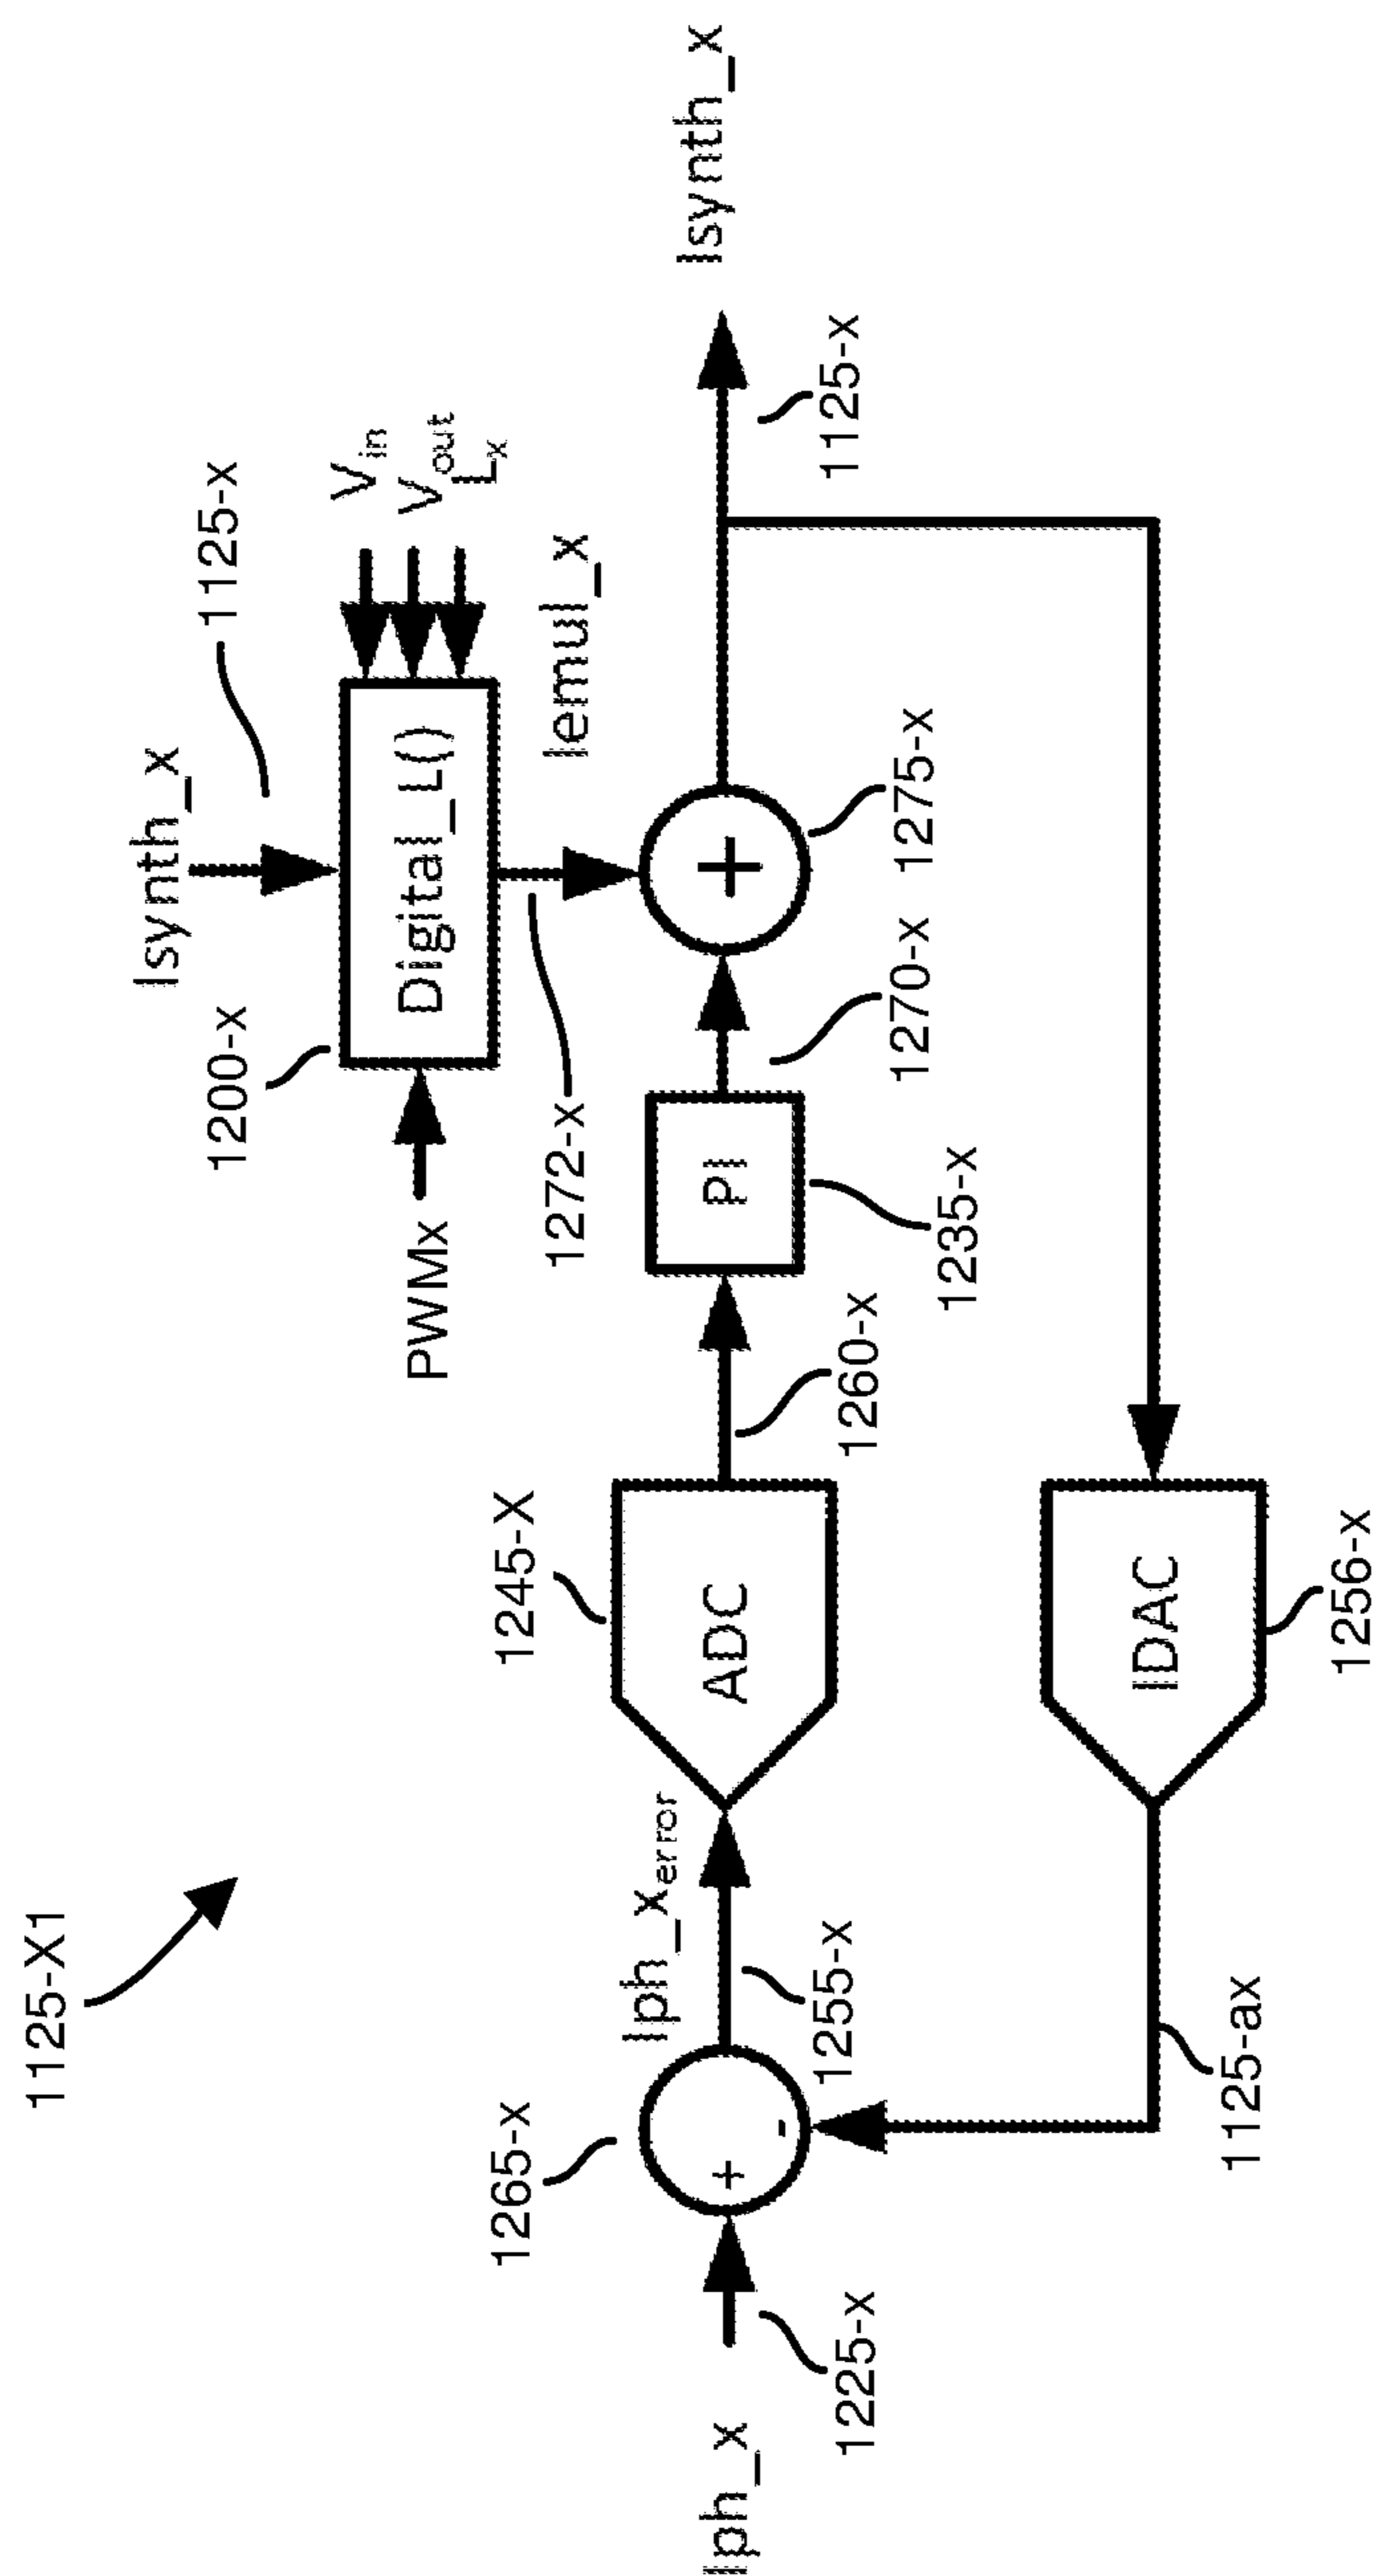 1125-X1
Isynth_x
1125-x
1200-x
PWMx
Digital_L()
V_in
V_out
L_x
1272-x
Iemul_x
Iph_x
1225-x
1265-x
+
-
Iph_x_error
1255-x
1245-X
ADC
1260-x
PI
1235-x
1270-x
+
1275-x
1125-x
Isynth_x
1125-ax
IDAC
1256-x